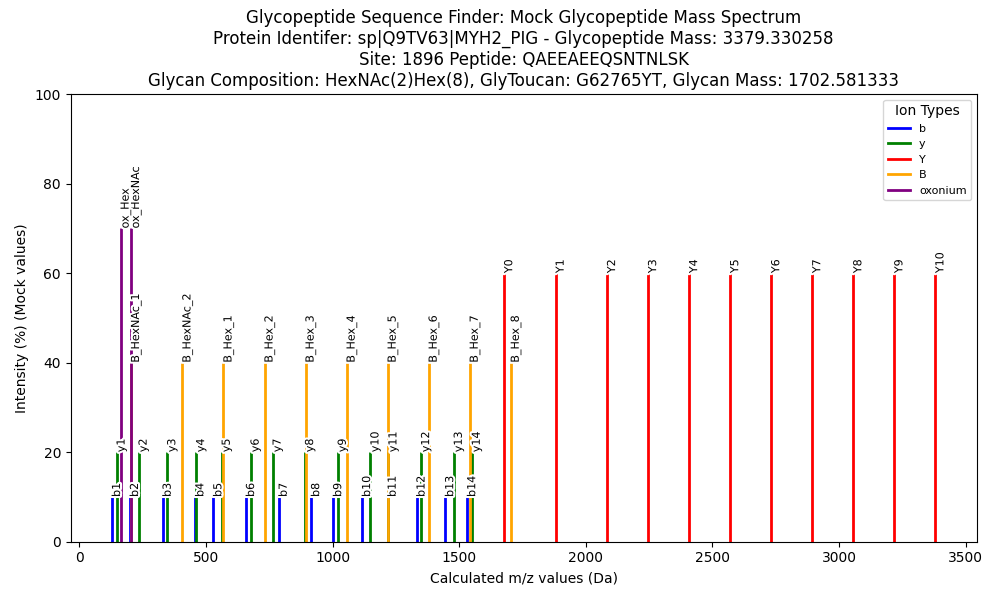 Glycopeptide Sequence Finder: Mock Glycopeptide Mass Spectrum
Protein Identifer: sp|Q9TV63|MYH2_PIG - Glycopeptide Mass: 3379.330258
Site: 1896 Peptide: QAEEAEEQSNTNLSK
Glycan Composition: HexNAc(2)Hex(8), GlyToucan: G62765YT, Glycan Mass: 1702.581333
Intensity (%) (Mock values)
100
80
60
40
20
0
Ion Types
b
y
Y
B
oxonium
ox_Hex
ox_HexNAc
Y0
Y1
Y2
Y3
Y4
Y5
Y6
Y7
Y8
Y9
Y10
B_HexNAc_1
B_HexNAc_2
B_Hex_1
B_Hex_2
B_Hex_3
B_Hex_4
B_Hex_5
B_Hex_6
B_Hex_7
B_Hex_8
y1
y2
y3
y4
y5
y6
y7
y8
y9
y10
y11
y12
y13
y14
b1
b2
b3
b4
b5
b6
b7
b8
b9
b10
b11
b12
b13
b14
0
500
1000
1500
2000
2500
3000
3500
Calculated m/z values (Da)